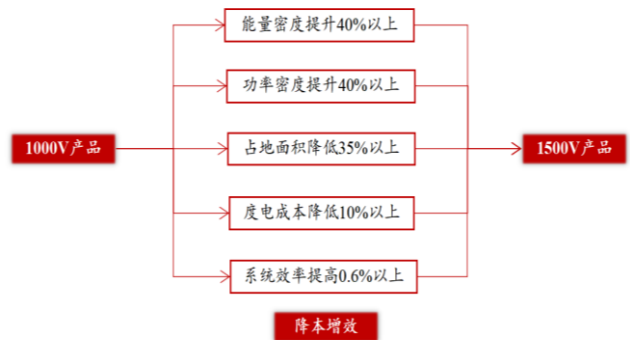 能量密度提升40%以上
功率密度提升40%以上
1000V产品
占地面积降低35%以上
1500V产品
度电成本降低10%以上
系统效率提高0.6%以上
降本增效